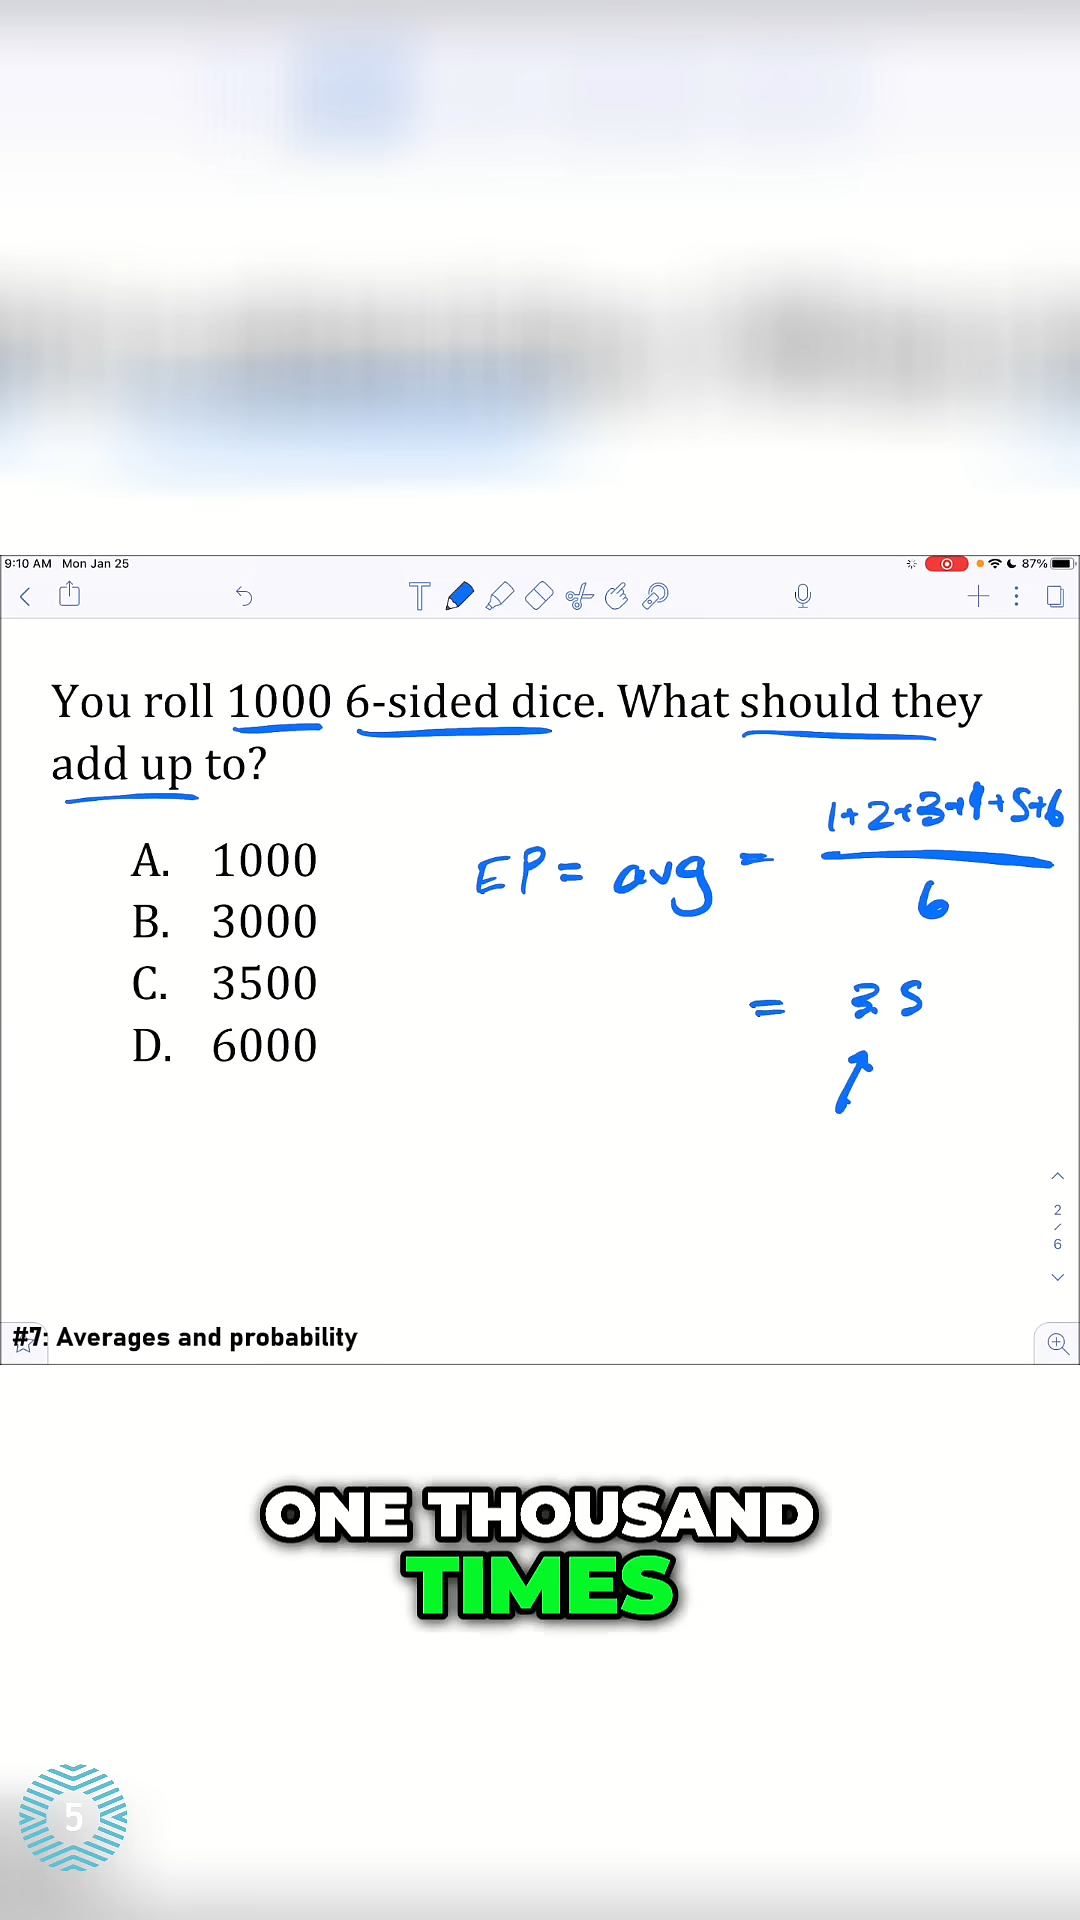 9:10 AM Mon Jan 25
87%
T
You roll 1000 6-sided dice. What should they
add up to?
A. 1000
B. 3000
C. 3500
D. 6000
EP = avg = 1+2+3+4+5+6
6
= 3 5
2
/
6
#7: Averages and probability
ONE THOUSAND
TIMES
5